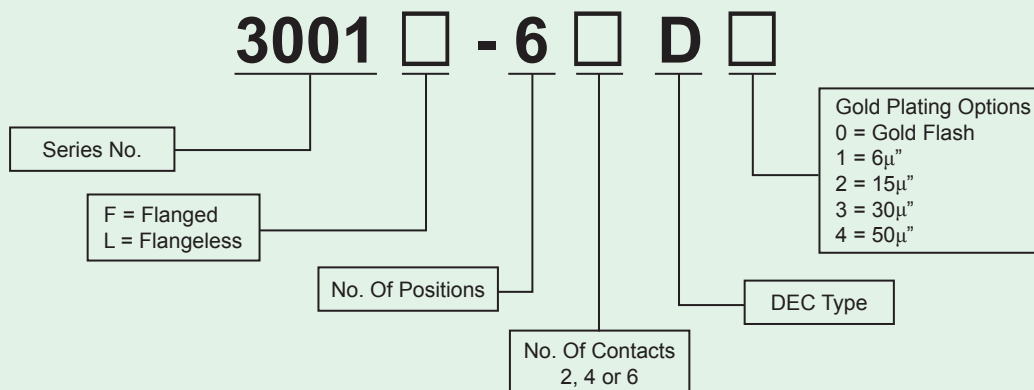 3001 □ - 6 □ D □
Series No.
F = Flanged
L = Flangeless
No. Of Positions
No. Of Contacts
2, 4 or 6
DEC Type
Gold Plating Options
0 = Gold Flash
1 = 6µ”
2 = 15µ”
3 = 30µ”
4 = 50µ”